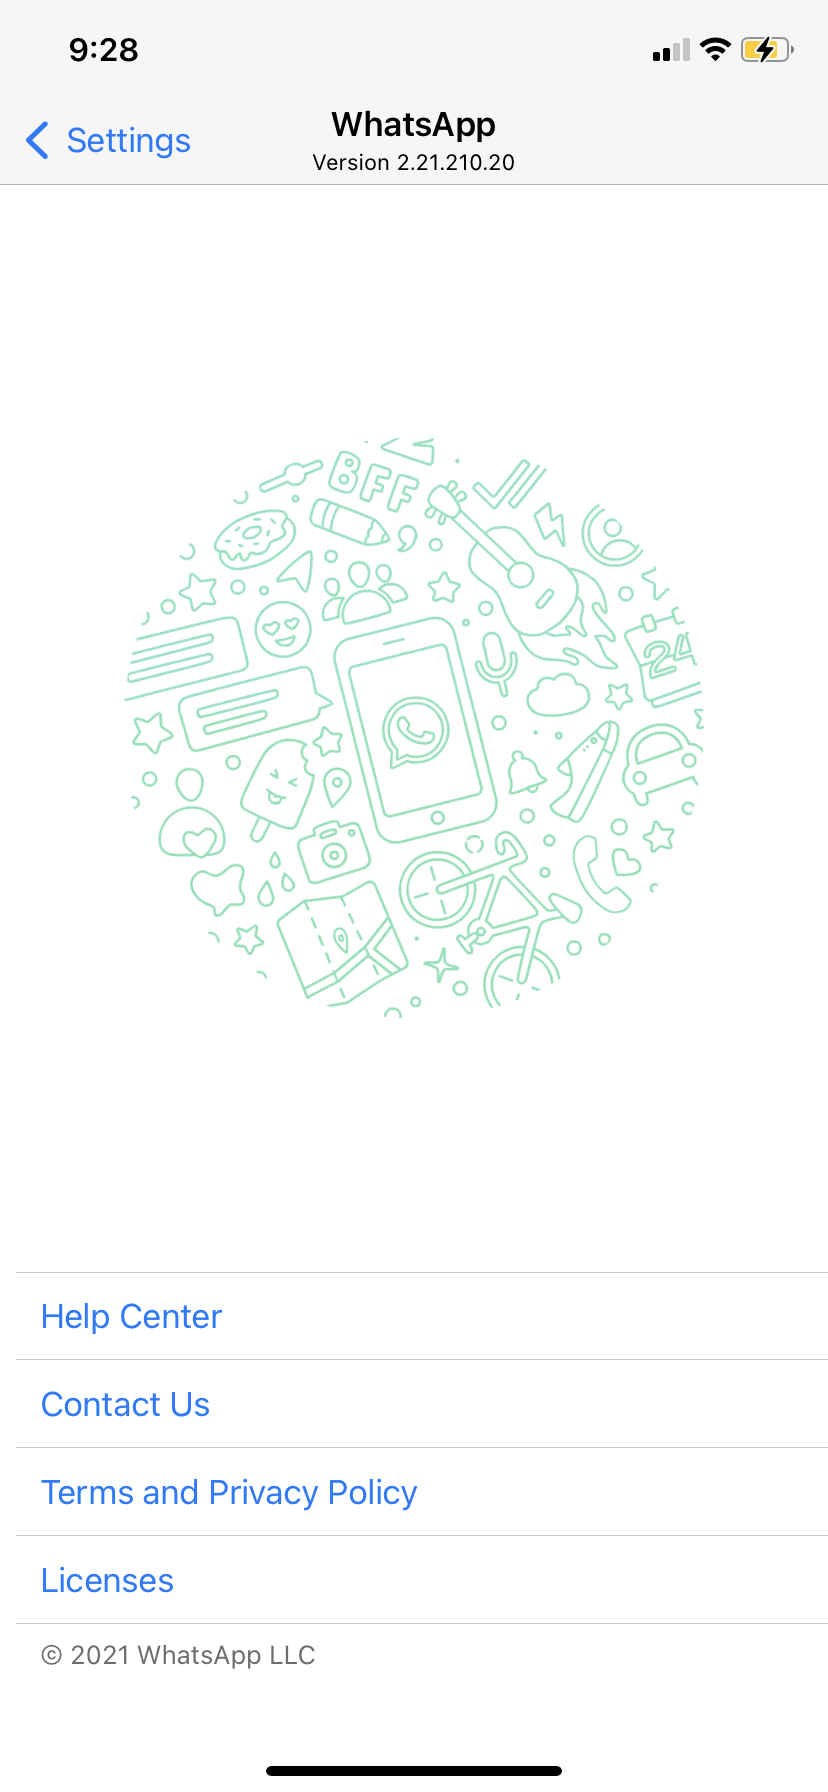 9:28
Settings
WhatsApp
Version 2.21.210.20
BFF
24
Help Center
Contact Us
Terms and Privacy Policy
Licenses
© 2021 WhatsApp LLC